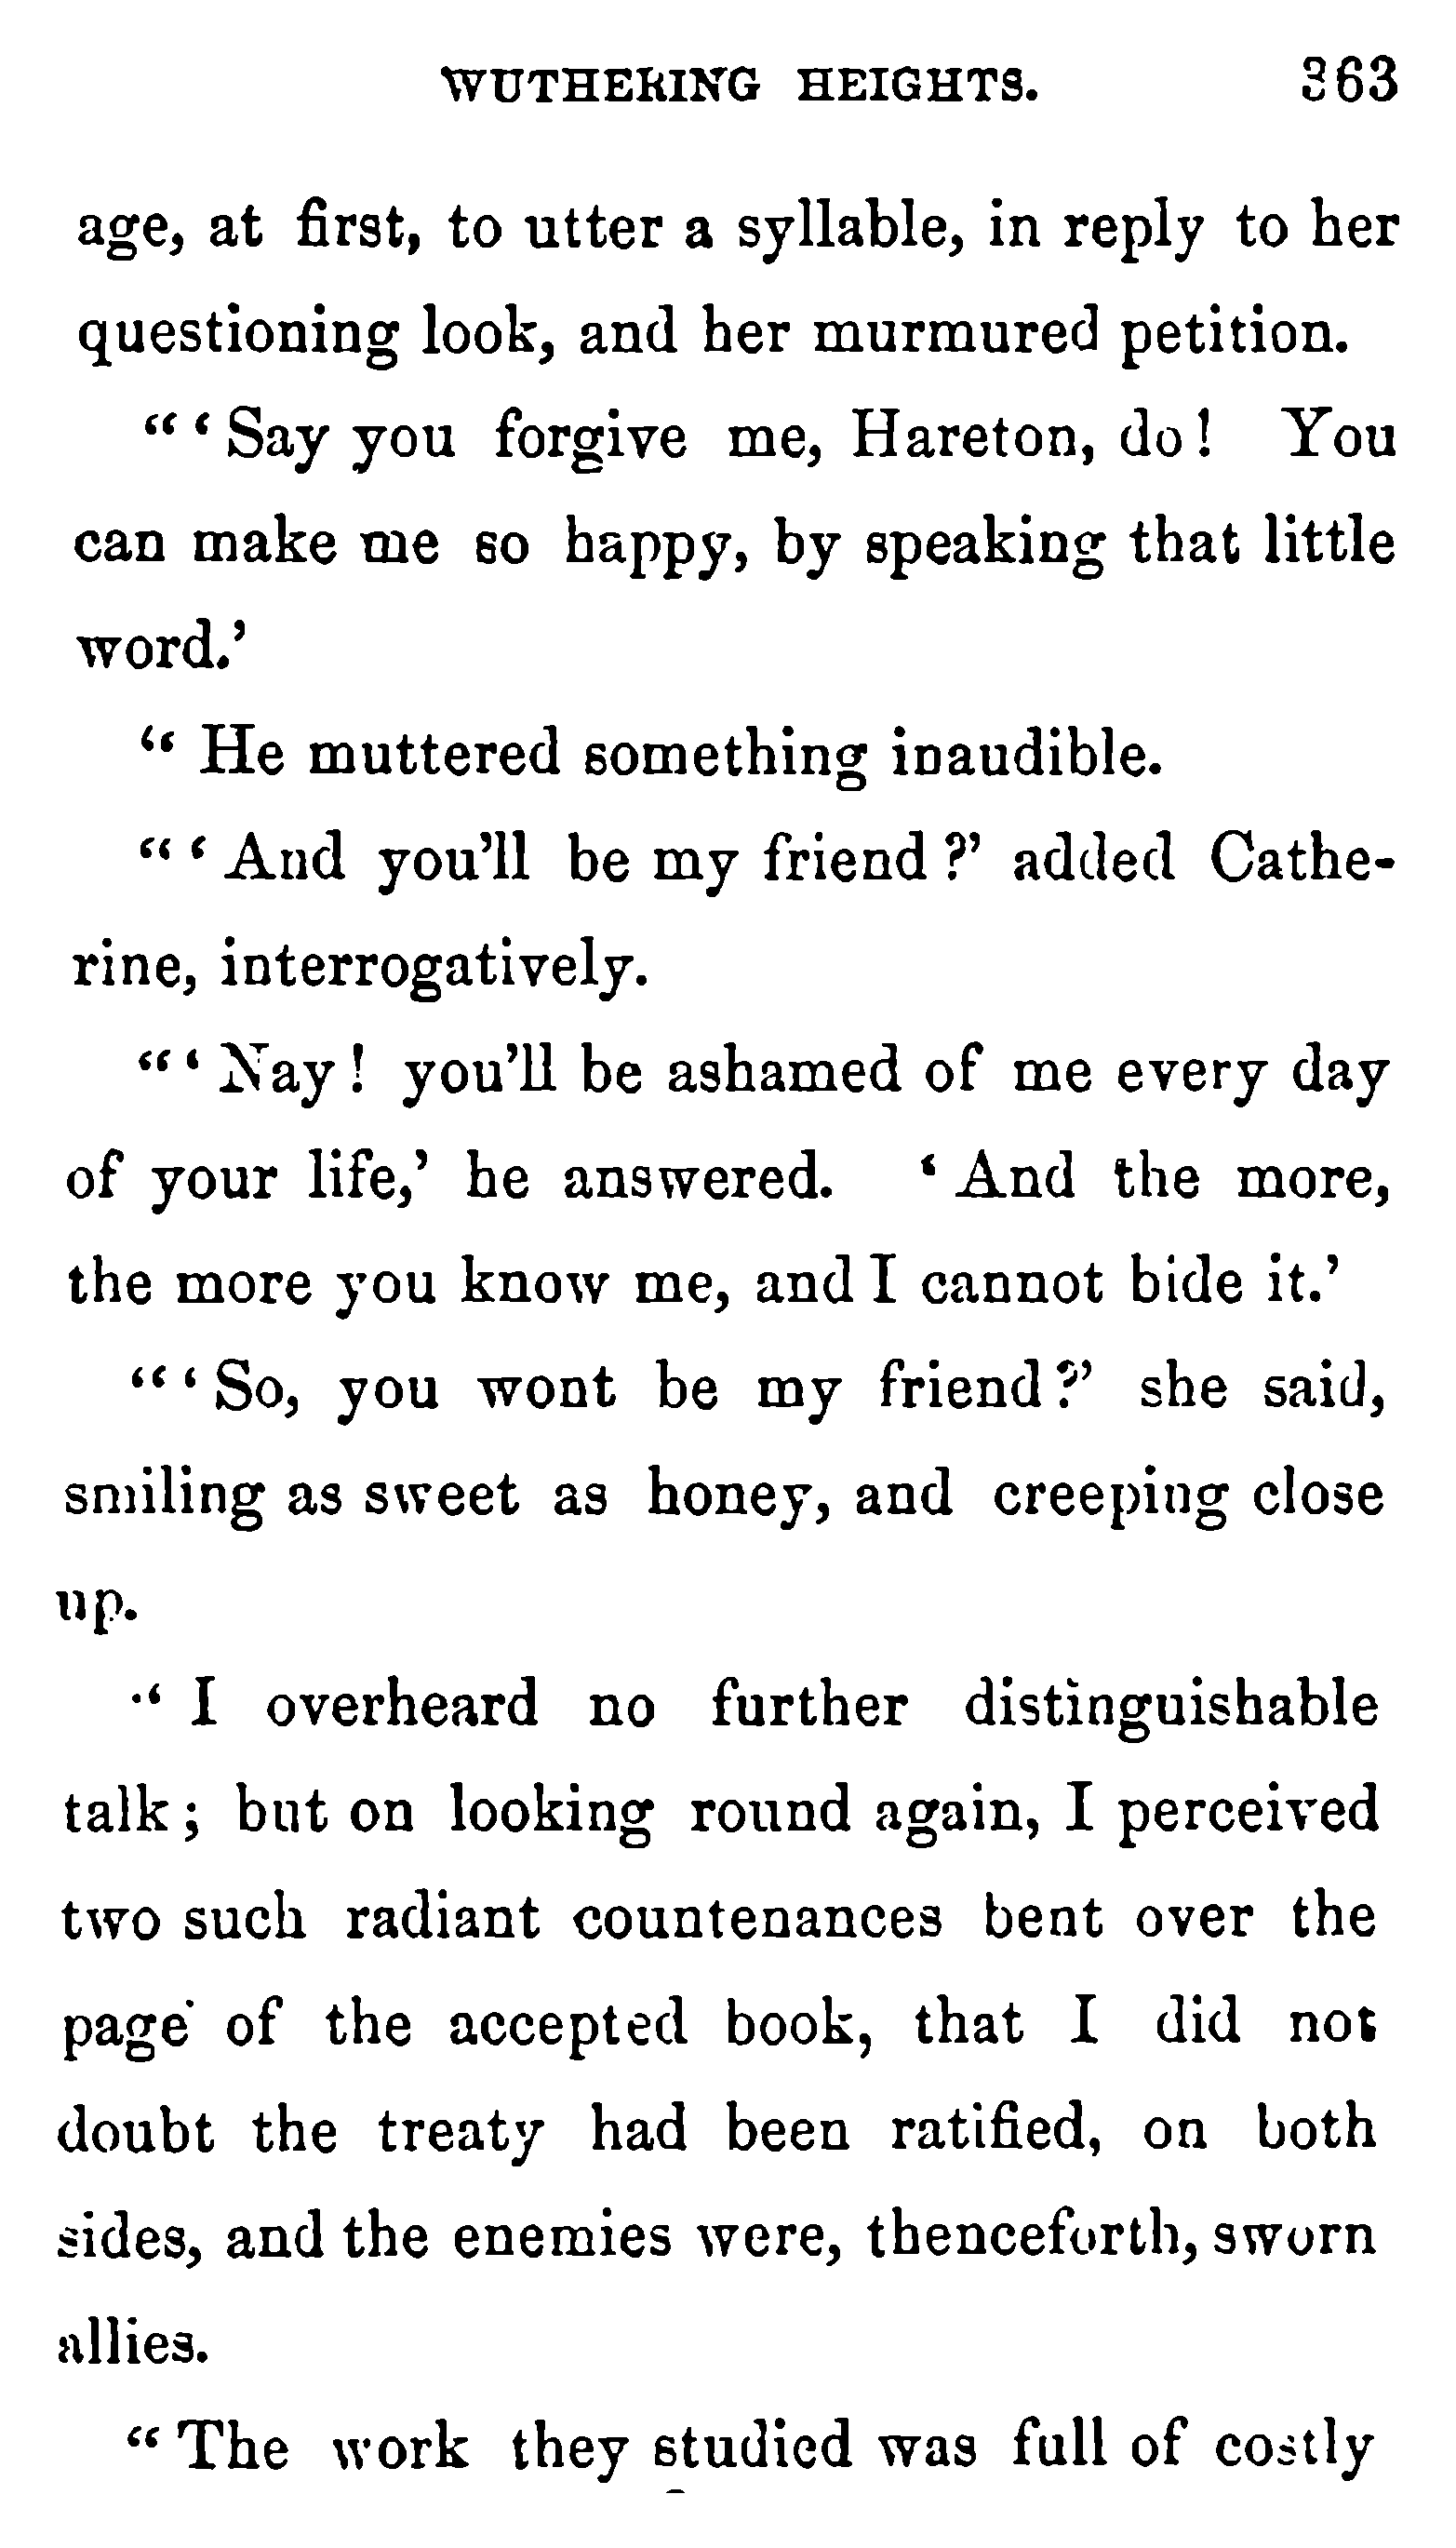 WUTHERING HEIGHTS. 363
age, at first, to utter a syllable, in reply to her
questioning look, and her murmured petition.
“ ‘ Say you forgive me, Hareton, do! You
can make me so happy, by speaking that little
word.’
“ He muttered something inaudible.
“ ‘ And you’ll be my friend?’ added Cathe-
rine, interrogatively.
“ ‘ Nay! you’ll be ashamed of me every day
of your life,’ he answered. ‘ And the more,
the more you know me, and I cannot bide it.’
“ ‘ So, you wont be my friend?’ she said,
smiling as sweet as honey, and creeping close
up.
“ I overheard no further distinguishable
talk; but on looking round again, I perceived
two such radiant countenances bent over the
page of the accepted book, that I did not
doubt the treaty had been ratified, on both
sides, and the enemies were, thenceforth, sworn
allies.
“ The work they studied was full of costly